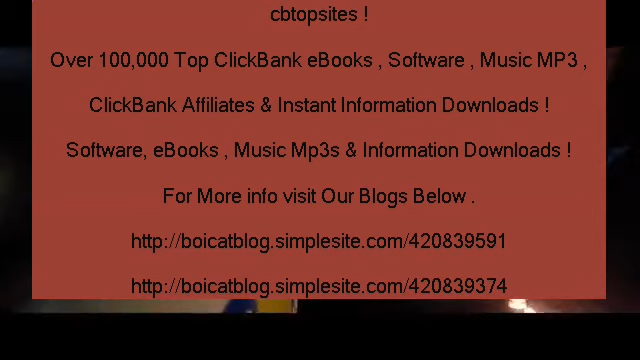 cbtopsites !
Over 100,000 Top ClickBank eBooks , Software , Music MP3 ,
ClickBank Affiliates & Instant Information Downloads !
Software, eBooks , Music Mp3s & Information Downloads !
For More info visit Our Blogs Below .
http://boicatblog.simplesite.com/420839591
http://boicatblog.simplesite.com/420839374